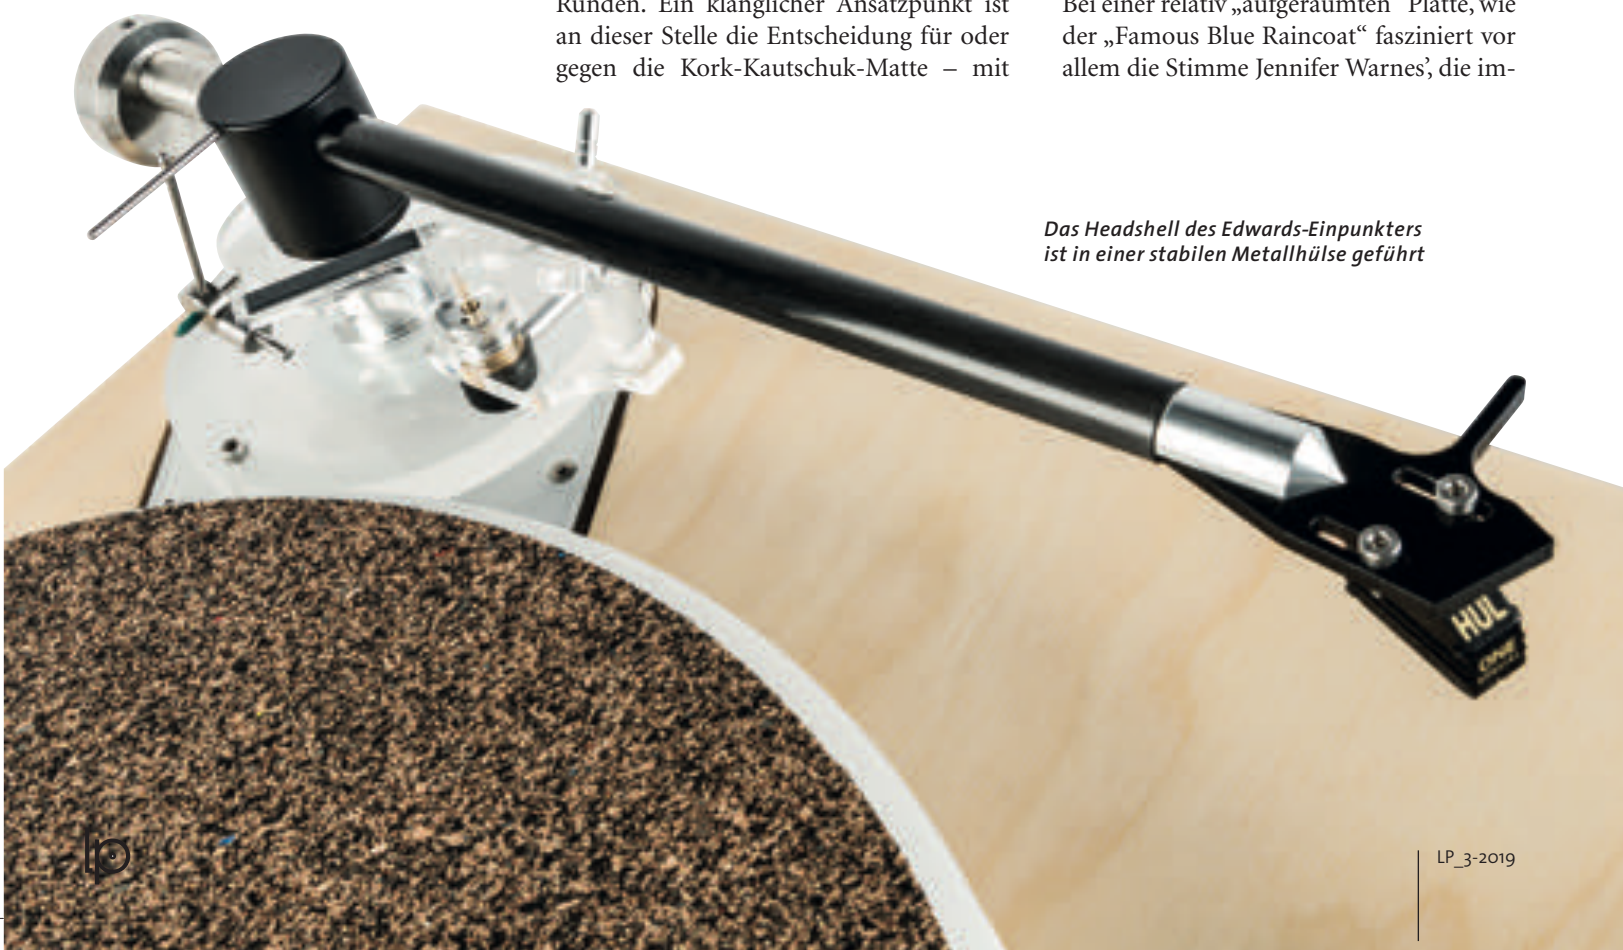 Runden. Ein klanglicher Ansatzpunkt ist
an dieser Stelle die Entscheidung für oder
gegen die Kork-Kautschuk-Matte – mit
Bei einer relativ „aufgeräumten“ Platte, wie
der „Famous Blue Raincoat“ fasziniert vor
allem die Stimme Jennifer Warnes’, die im-
Das Headshell des Edwards-Einpunkters
ist in einer stabilen Metallhülse geführt
HUL
lp
LP_3-2019